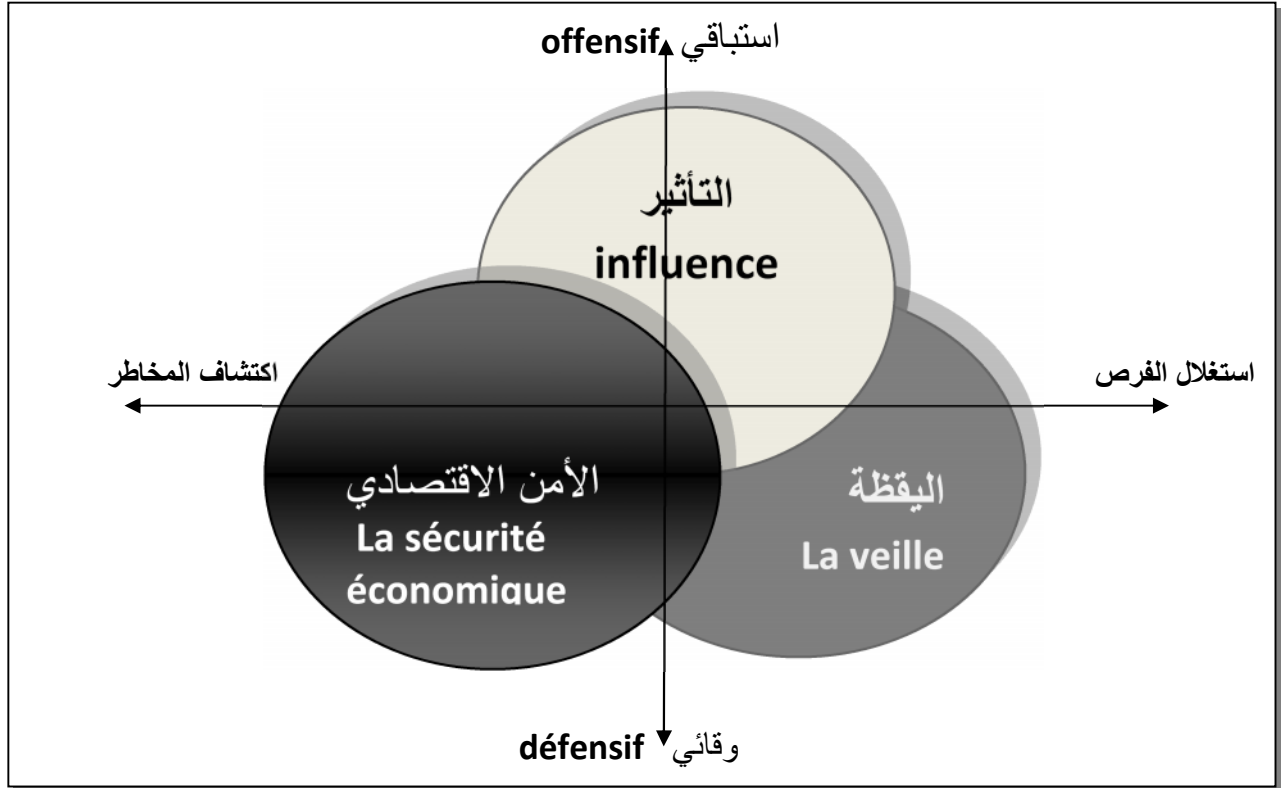 offensif استباقي
التأثير
influence
اكتشاف المخاطر
استغلال الفرص
الأمن الاقتصادي
La sécurité
économique
اليقظة
La veille
défensif وقائي